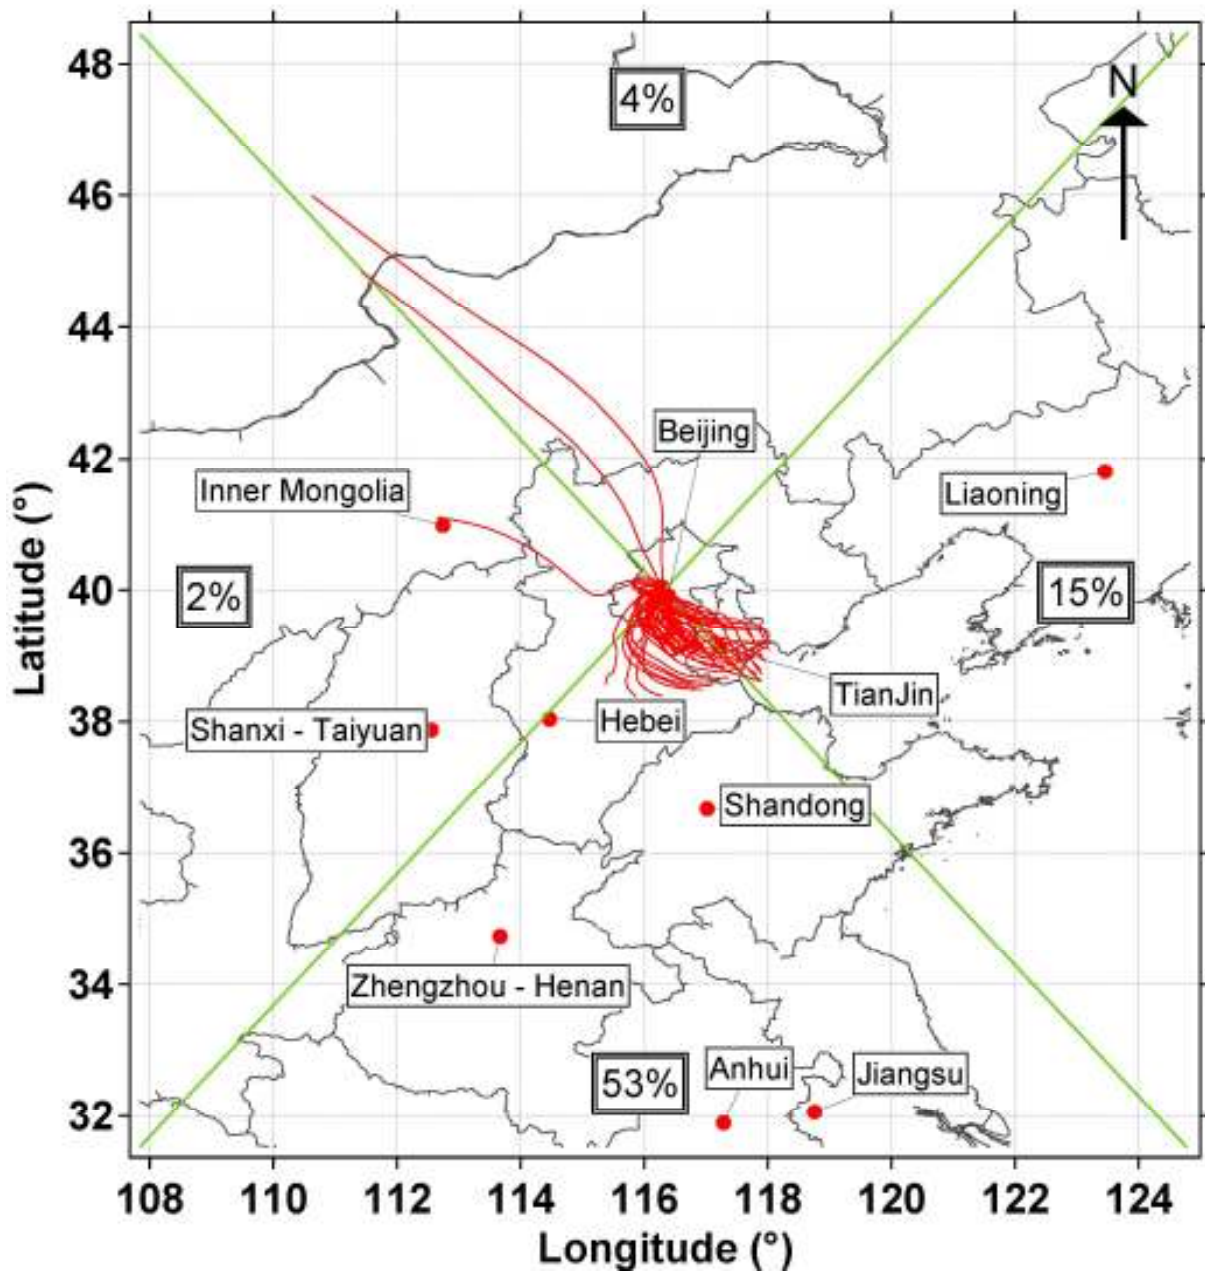 48
4%
N
46
44
Beijing
42
Inner Mongolia
Liaoning
40
2%
15%
TianJin
38
Shanxi - Taiyuan
Hebei
Shandong
36
Zhengzhou - Henan
34
53%
Anhui
Jiangsu
32
Latitude (°)
108 110 112 114 116 118 120 122 124
Longitude (°)